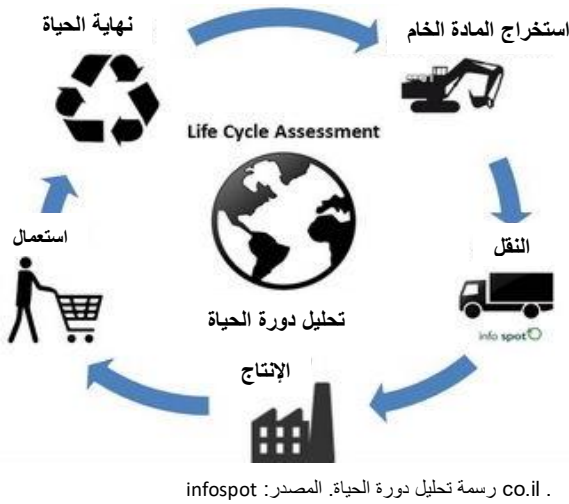 نهاية الحياة
استخراج المادة الخام
Life Cycle Assessment
استعمال
النقل
info spot
تحليل دورة الحياة
الإنتاج
. co.il رسمة تحليل دورة الحياة. المصدر: infospot